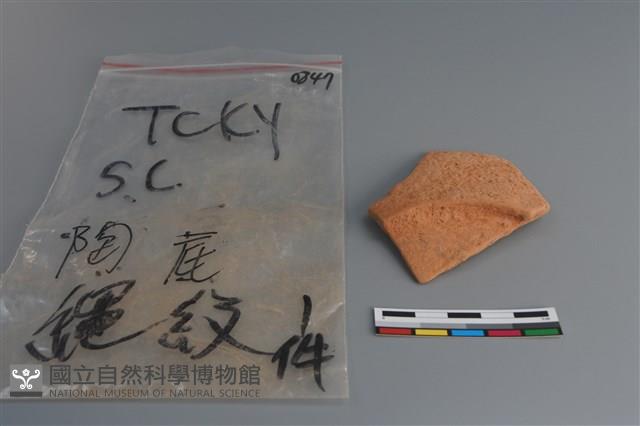 0347
TCKY
S.C.
陶 底
繩紋 1件
國立自然科學博物館
NATIONAL MUSEUM OF NATURAL SCIENCE